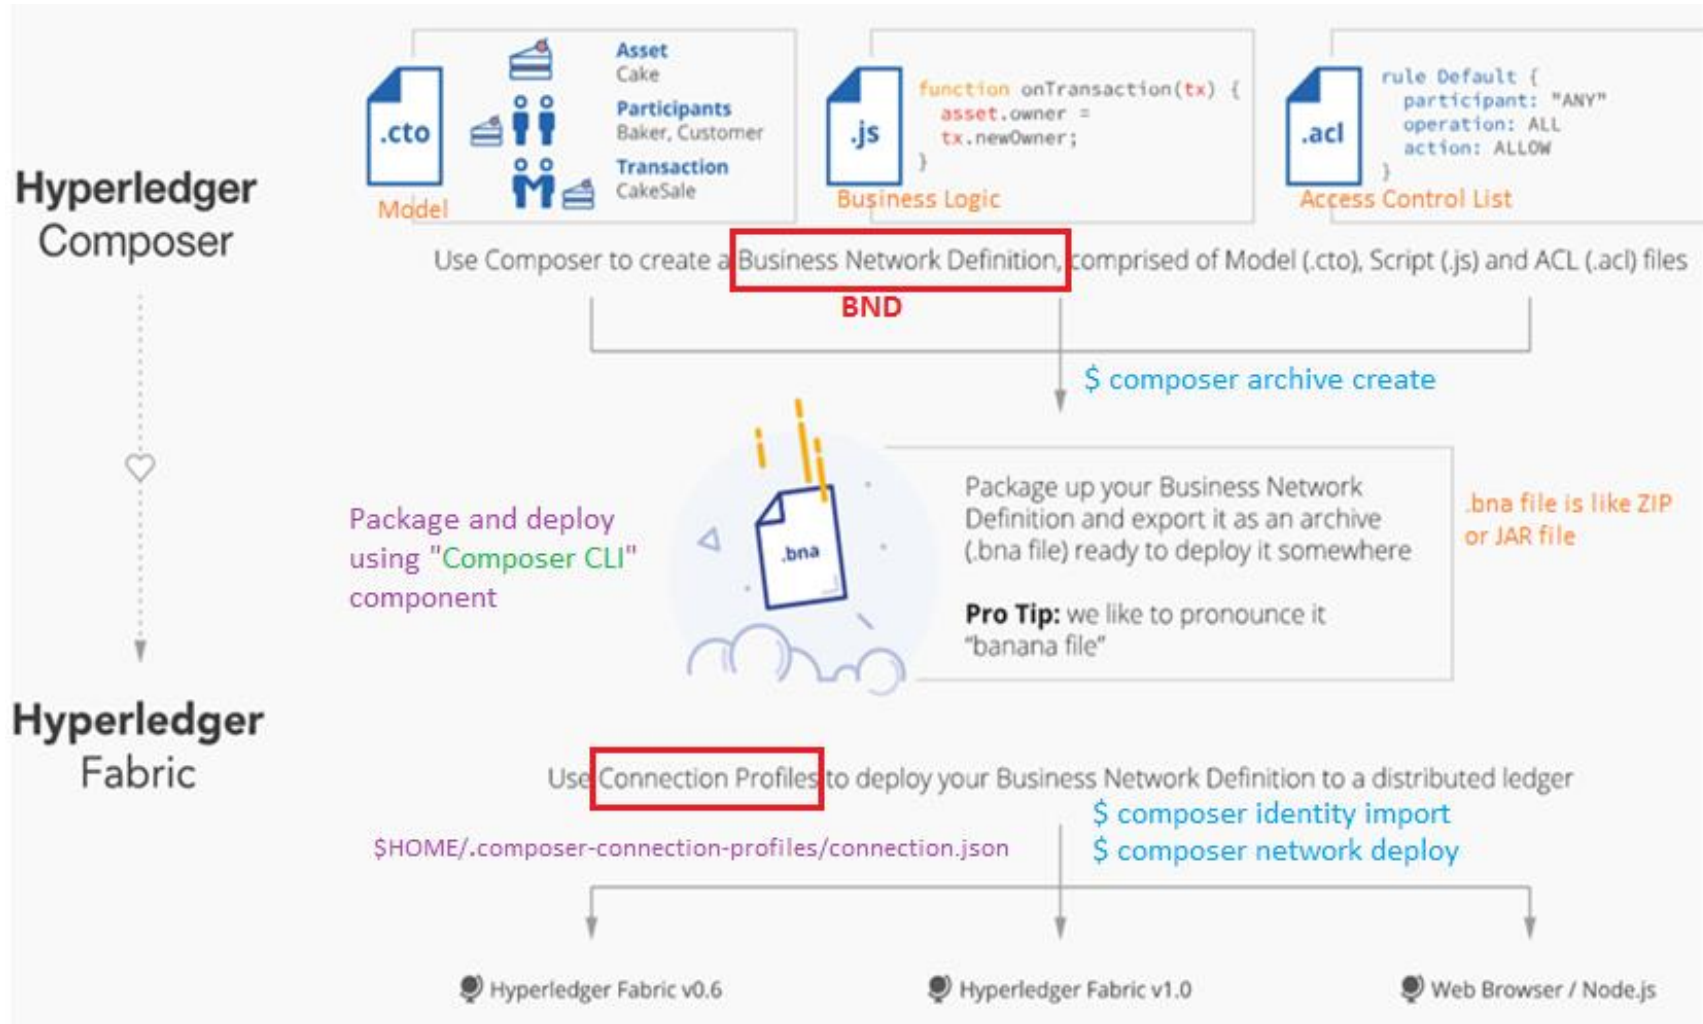 Hyperledger
Composer
.cto
Model
Asset
Cake
Participants
Baker, Customer
Transaction
CakeSale
.js
function onTransaction(tx) {
asset.owner =
tx.newOwner;
}
Business Logic
.acl
rule Default {
participant: "ANY"
operation: ALL
action: ALLOW
}
Access Control List
Use Composer to create a Business Network Definition, comprised of Model (.cto), Script (.js) and ACL (.acl) files
BND
$ composer archive create
Package and deploy
using "Composer CLI"
component
.bna
Package up your Business Network
Definition and export it as an archive
(.bna file) ready to deploy it somewhere
Pro Tip: we like to pronounce it
“banana file”
.bna file is like ZIP
or JAR file
Hyperledger
Fabric
Use Connection Profiles to deploy your Business Network Definition to a distributed ledger
$ composer identity import
$HOME/.composer-connection-profiles/connection.json
$ composer network deploy
Hyperledger Fabric v0.6
Hyperledger Fabric v1.0
Web Browser / Node.js